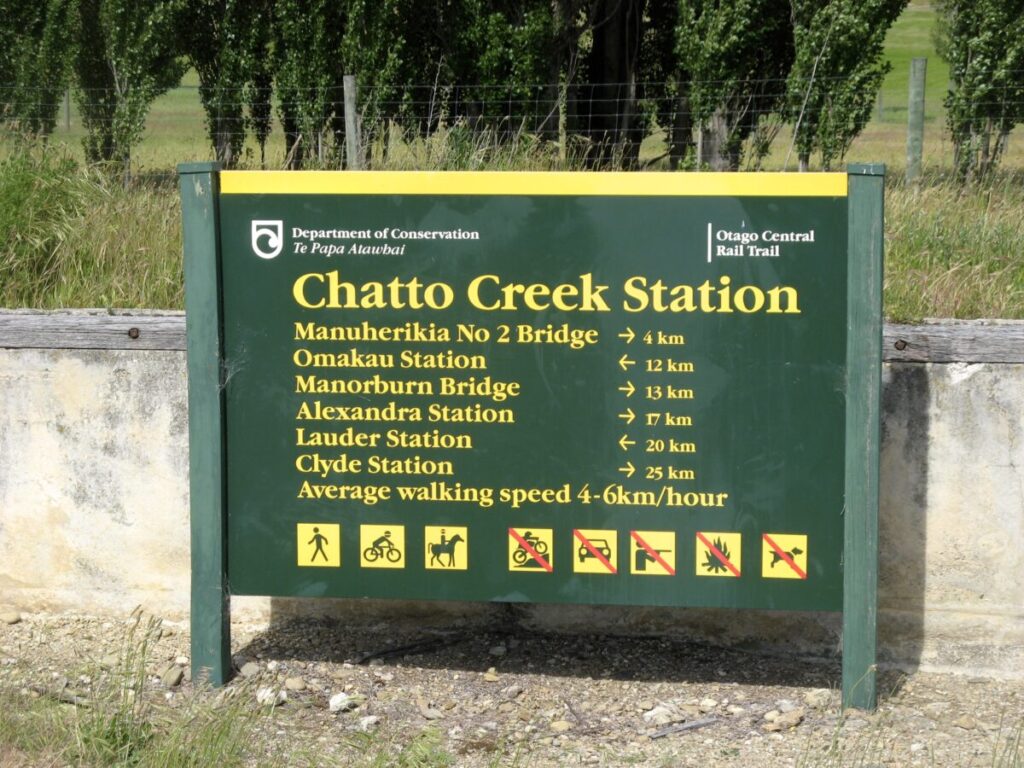 Department of Conservation
Te Papa Atawhai
Otago Central
Rail Trail
Chatto Creek Station
Manuherikia No 2 Bridge → 4 km
Omakau Station ← 12 km
Manorburn Bridge → 13 km
Alexandra Station → 17 km
Lauder Station ← 20 km
Clyde Station → 25 km
Average walking speed 4-6km/hour